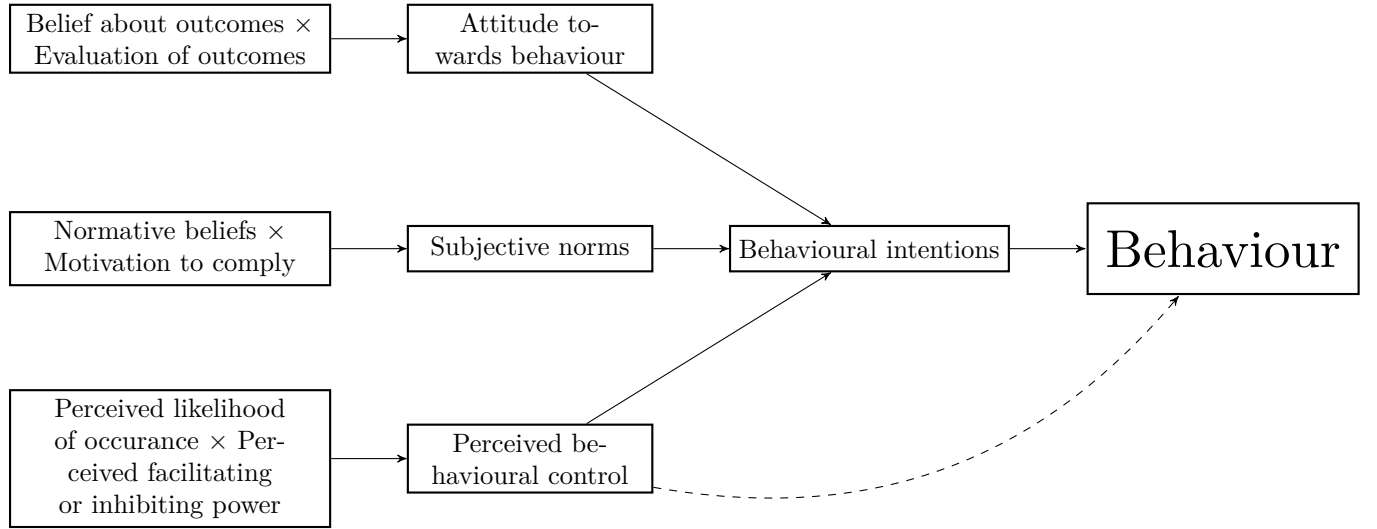 Belief about outcomes ×
Evaluation of outcomes
Attitude to-
wards behaviour
Normative beliefs ×
Motivation to comply
Subjective norms
Behavioural intentions
Behaviour
Perceived likelihood
of occurance × Per-
ceived facilitating
or inhibiting power
Perceived be-
havioural control